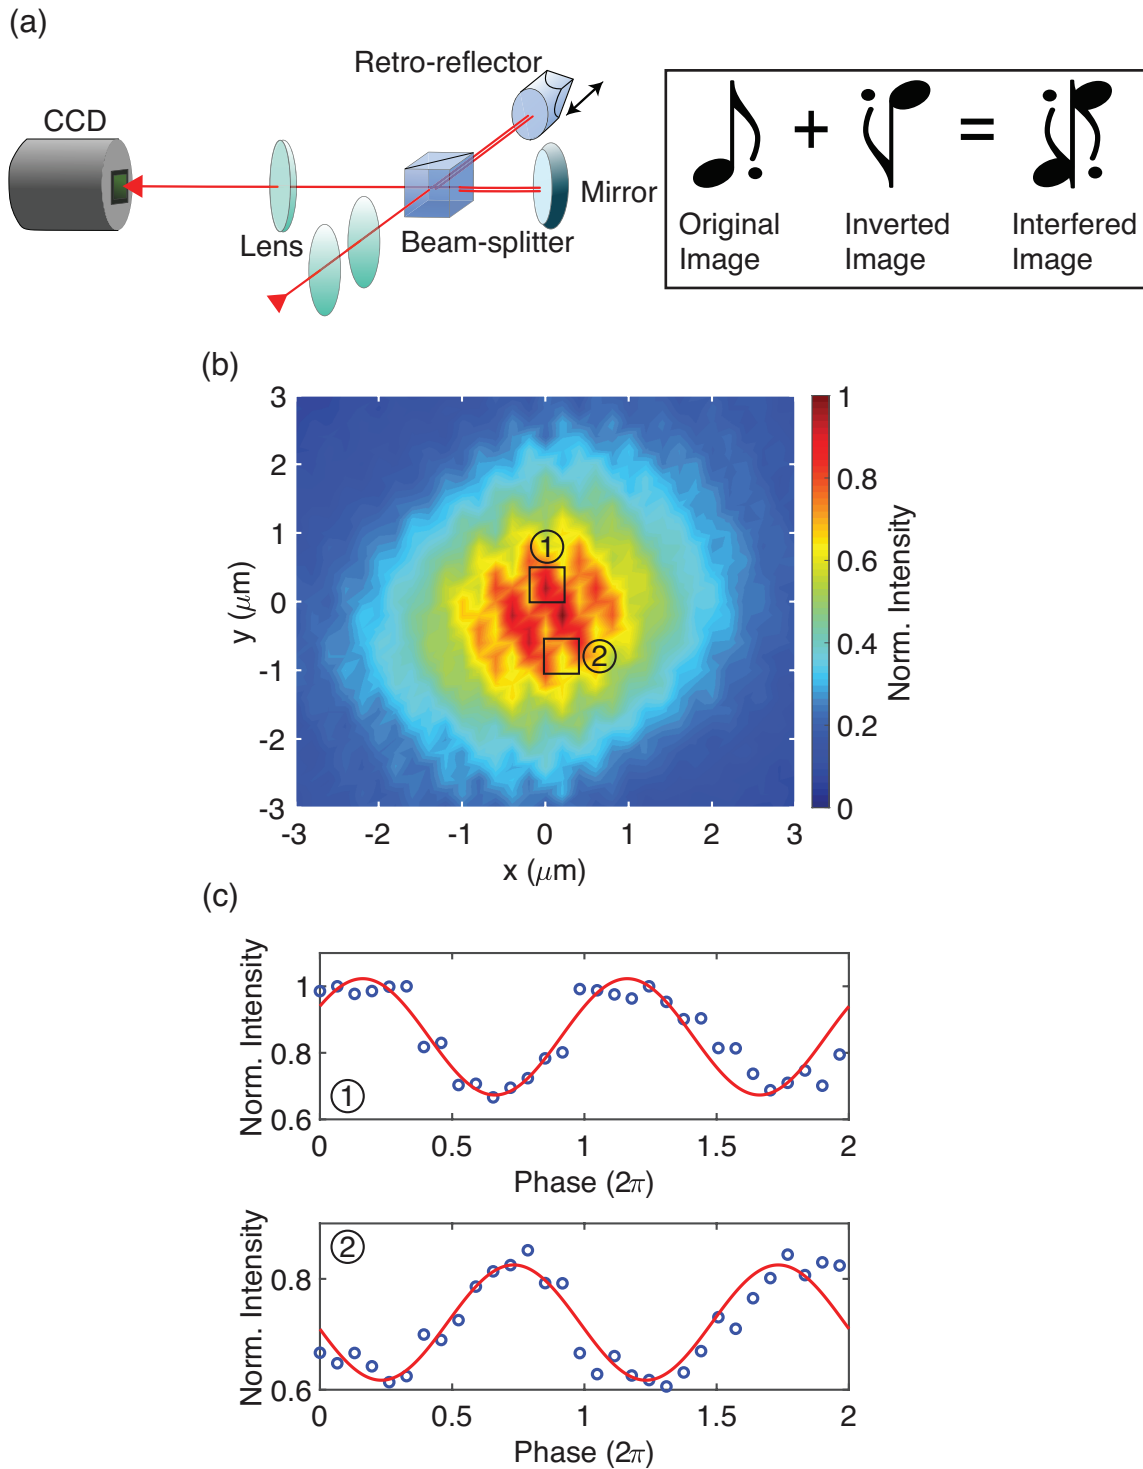 (a)
Retro-reflector
CCD
Mirror
Lens
Beam-splitter
+
=
Original
Image
Inverted
Image
Interfered
Image
(b)
3
2
1
0
-1
-2
-3
y (μm)
-3
-2
-1
0
1
2
3
x (μm)
1
2
1
0.8
0.6
0.4
0.2
0
Norm. Intensity
(c)
Norm. Intensity
1
0.8
0.6
1
0
0.5
1
1.5
2
Phase (2π)
Norm. Intensity
2
0.8
0.6
0
0.5
1
1.5
2
Phase (2π)